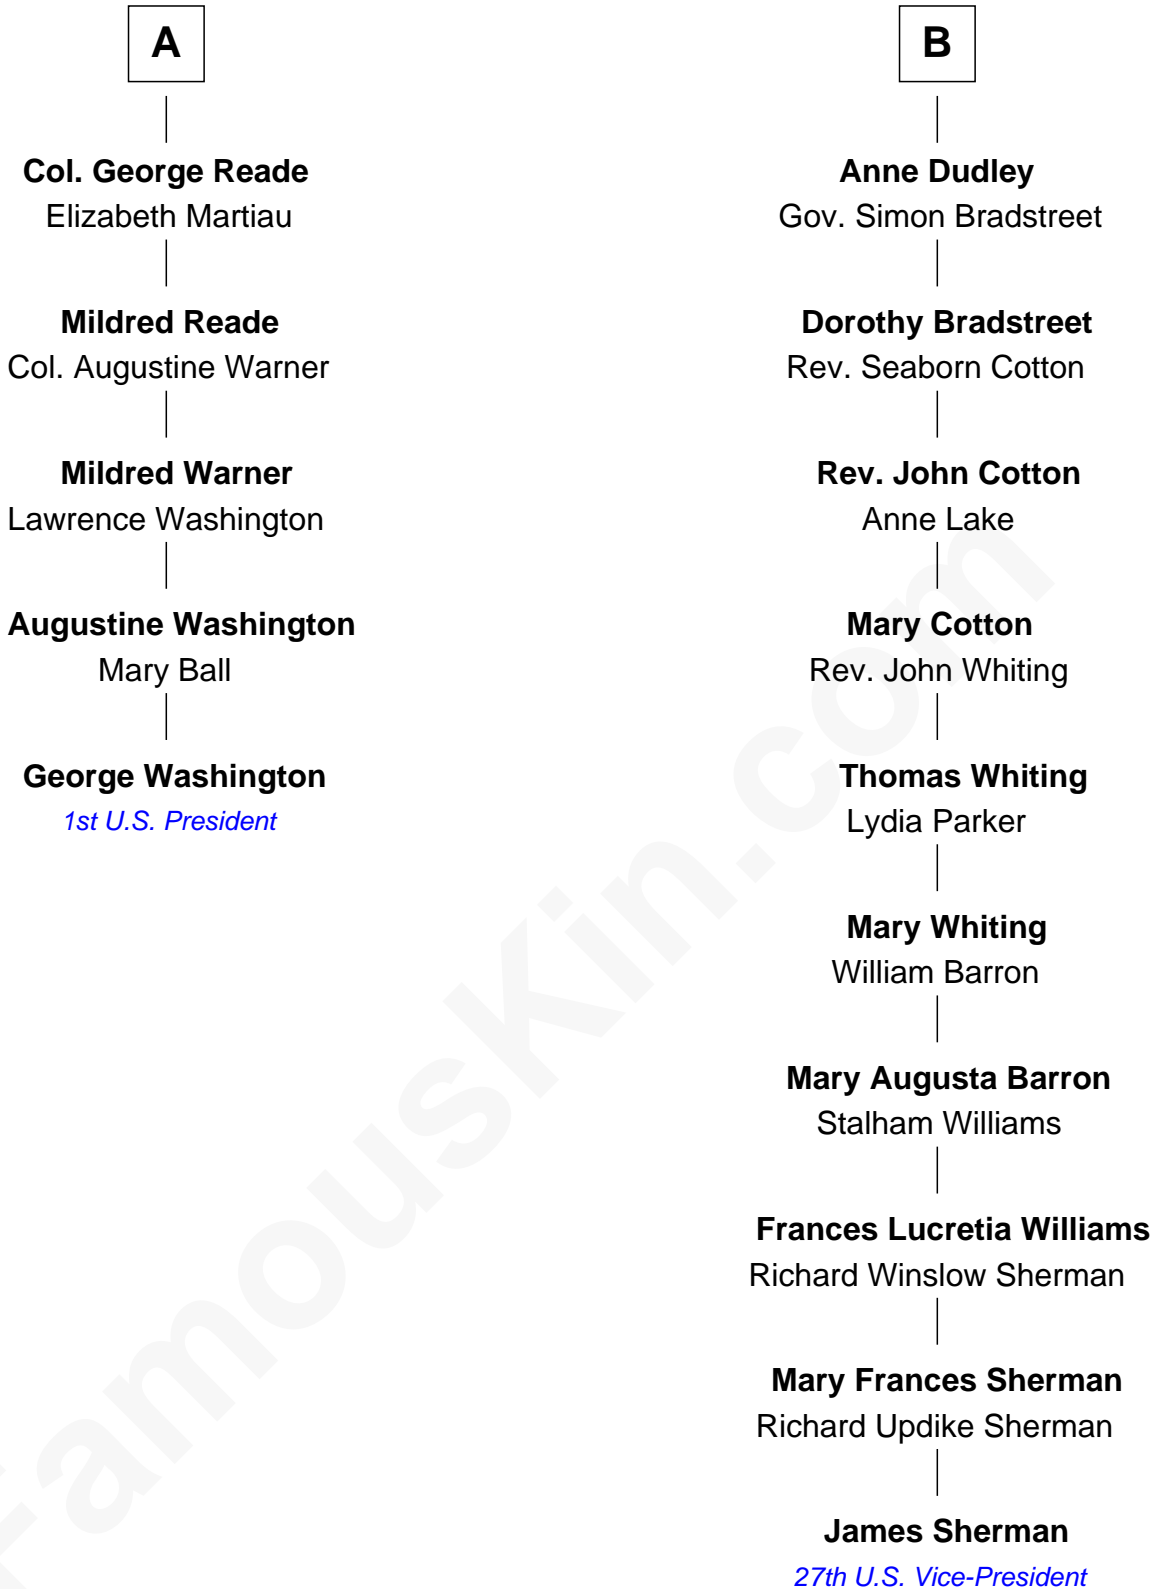 A
Col. George Reade
Elizabeth Martiau
Mildred Reade
Col. Augustine Warner
Mildred Warner
Lawrence Washington
Augustine Washington
Mary Ball
George Washington
1st U.S. President
B
Anne Dudley
Gov. Simon Bradstreet
Dorothy Bradstreet
Rev. Seaborn Cotton
Rev. John Cotton
Anne Lake
Mary Cotton
Rev. John Whiting
Thomas Whiting
Lydia Parker
Mary Whiting
William Barron
Mary Augusta Barron
Stalham Williams
Frances Lucretia Williams
Richard Winslow Sherman
Mary Frances Sherman
Richard Updike Sherman
James Sherman
27th U.S. Vice-President
FamousKin.com